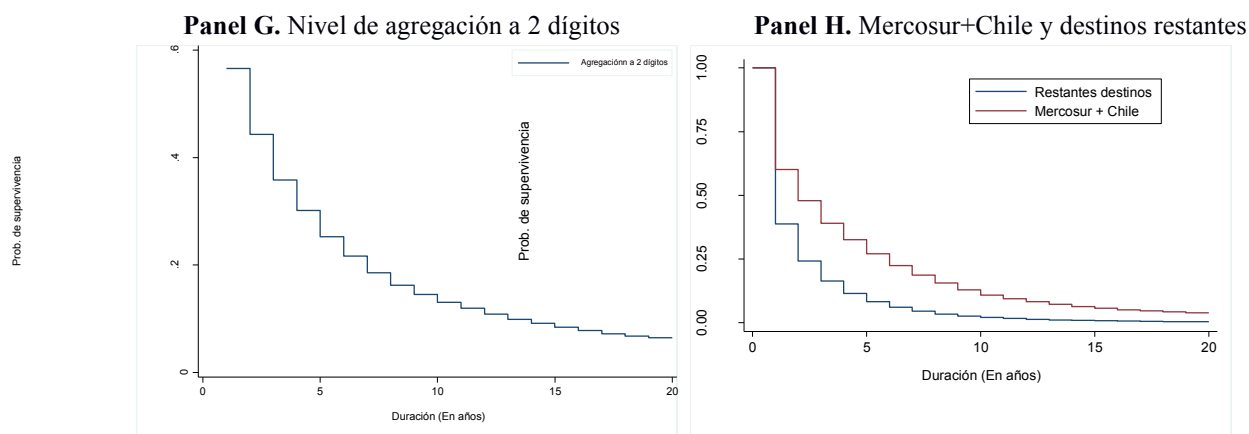 Panel G. Nivel de agregación a 2 dígitos
Prob. de supervivencia
.6
.4
.2
0
0 5 10 15 20
Duración (En años)
Agregaciónn a 2 dígitos
Panel H. Mercosur+Chile y destinos restantes
Prob. de supervivencia
1.00
0.75
0.50
0.25
0.00
0 5 10 15 20
Duración (En años)
Restantes destinos
Mercosur + Chile